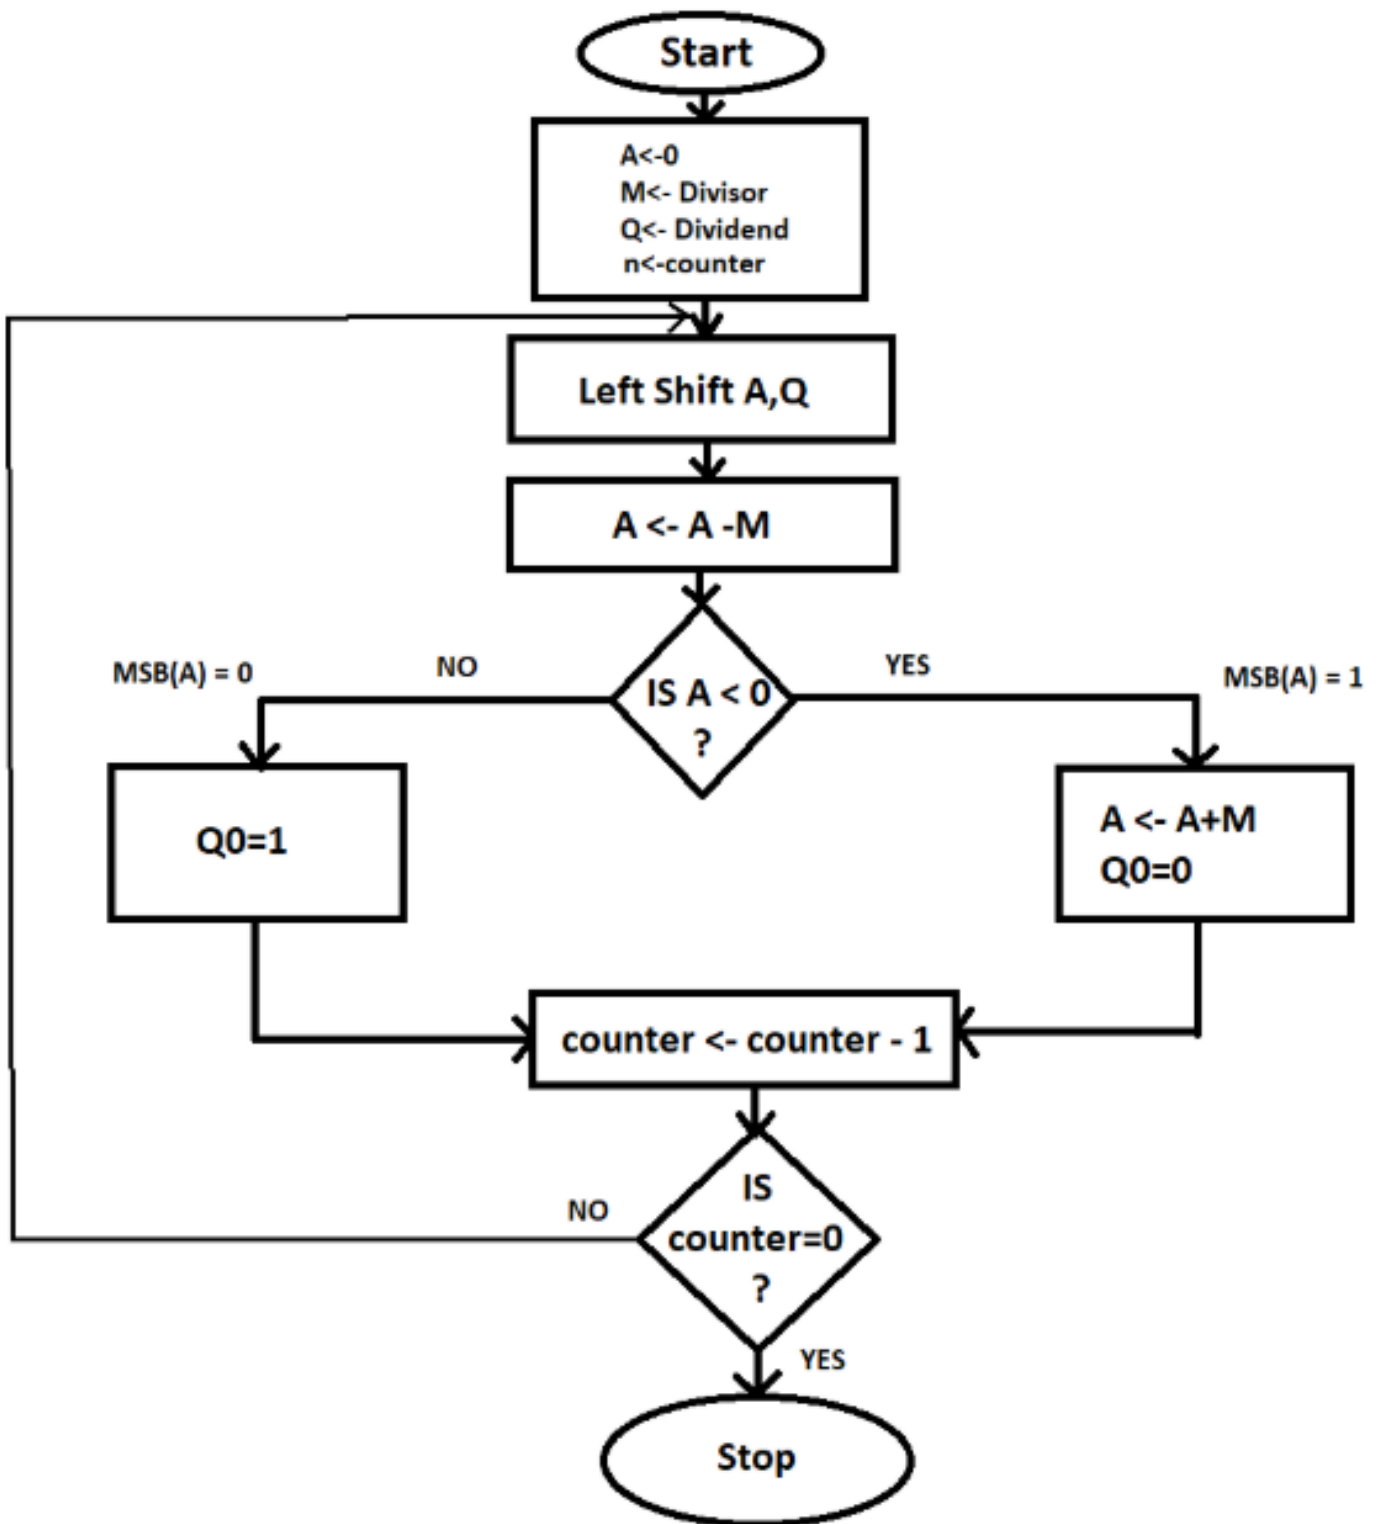 Start
A<-0
M<- Divisor
Q<- Dividend
n<-counter
Left Shift A,Q
A <- A -M
MSB(A) = 0
NO
IS A < 0
?
YES
MSB(A) = 1
Q0=1
A <- A+M
Q0=0
counter <- counter - 1
NO
IS
counter=0
?
YES
Stop